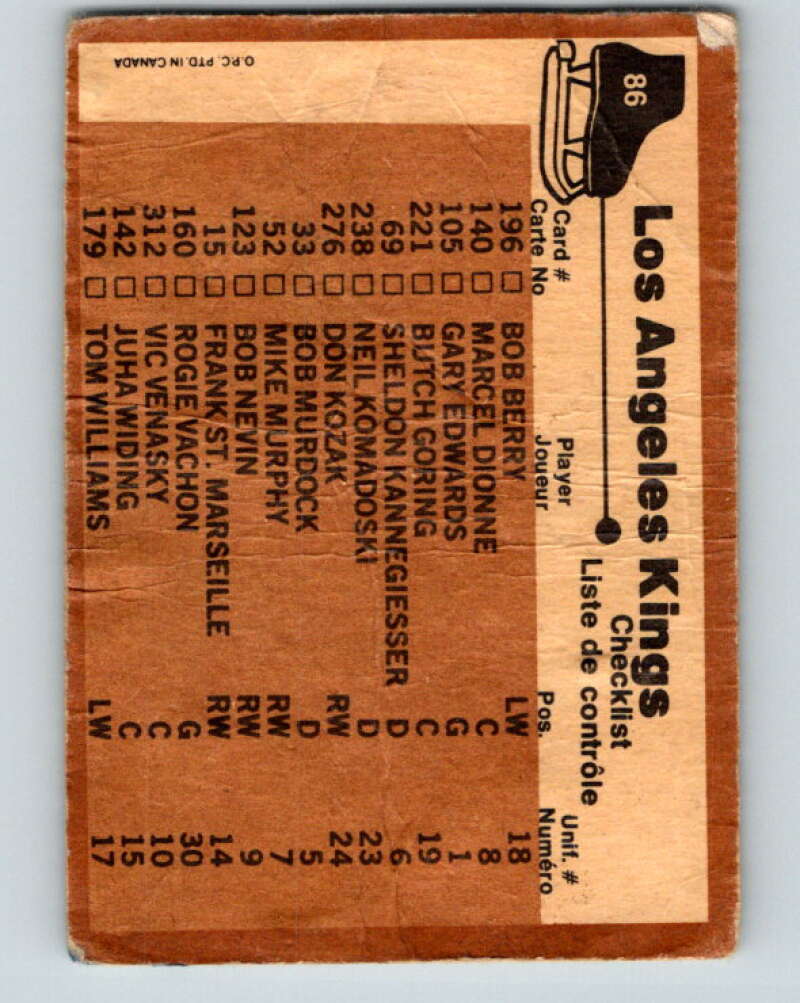 86
Los Angeles Kings
Checklist
Liste de contrôle
Card # Player Pos. Unif. #
Carte No Joueur Numéro
196 □ BOB BERRY LW 18
140 □ MARCEL DIONNE C 8
105 □ GARY EDWARDS G 1
221 □ BUTCH GORING C 19
69 □ SHELDON KANNEGIESSER D 6
238 □ NEIL KOMADOSKI D 23
276 □ DON KOZAK RW 24
33 □ BOB MURDOCK D 5
52 □ MIKE MURPHY RW 7
123 □ BOB NEVIN RW 9
15 □ FRANK ST. MARSEILLE RW 14
160 □ ROGIE VACHON G 30
312 □ VIC VENASKY C 10
142 □ JUHA WIDING C 15
179 □ TOM WILLIAMS LW 17
O.P.C. PTD. IN CANADA